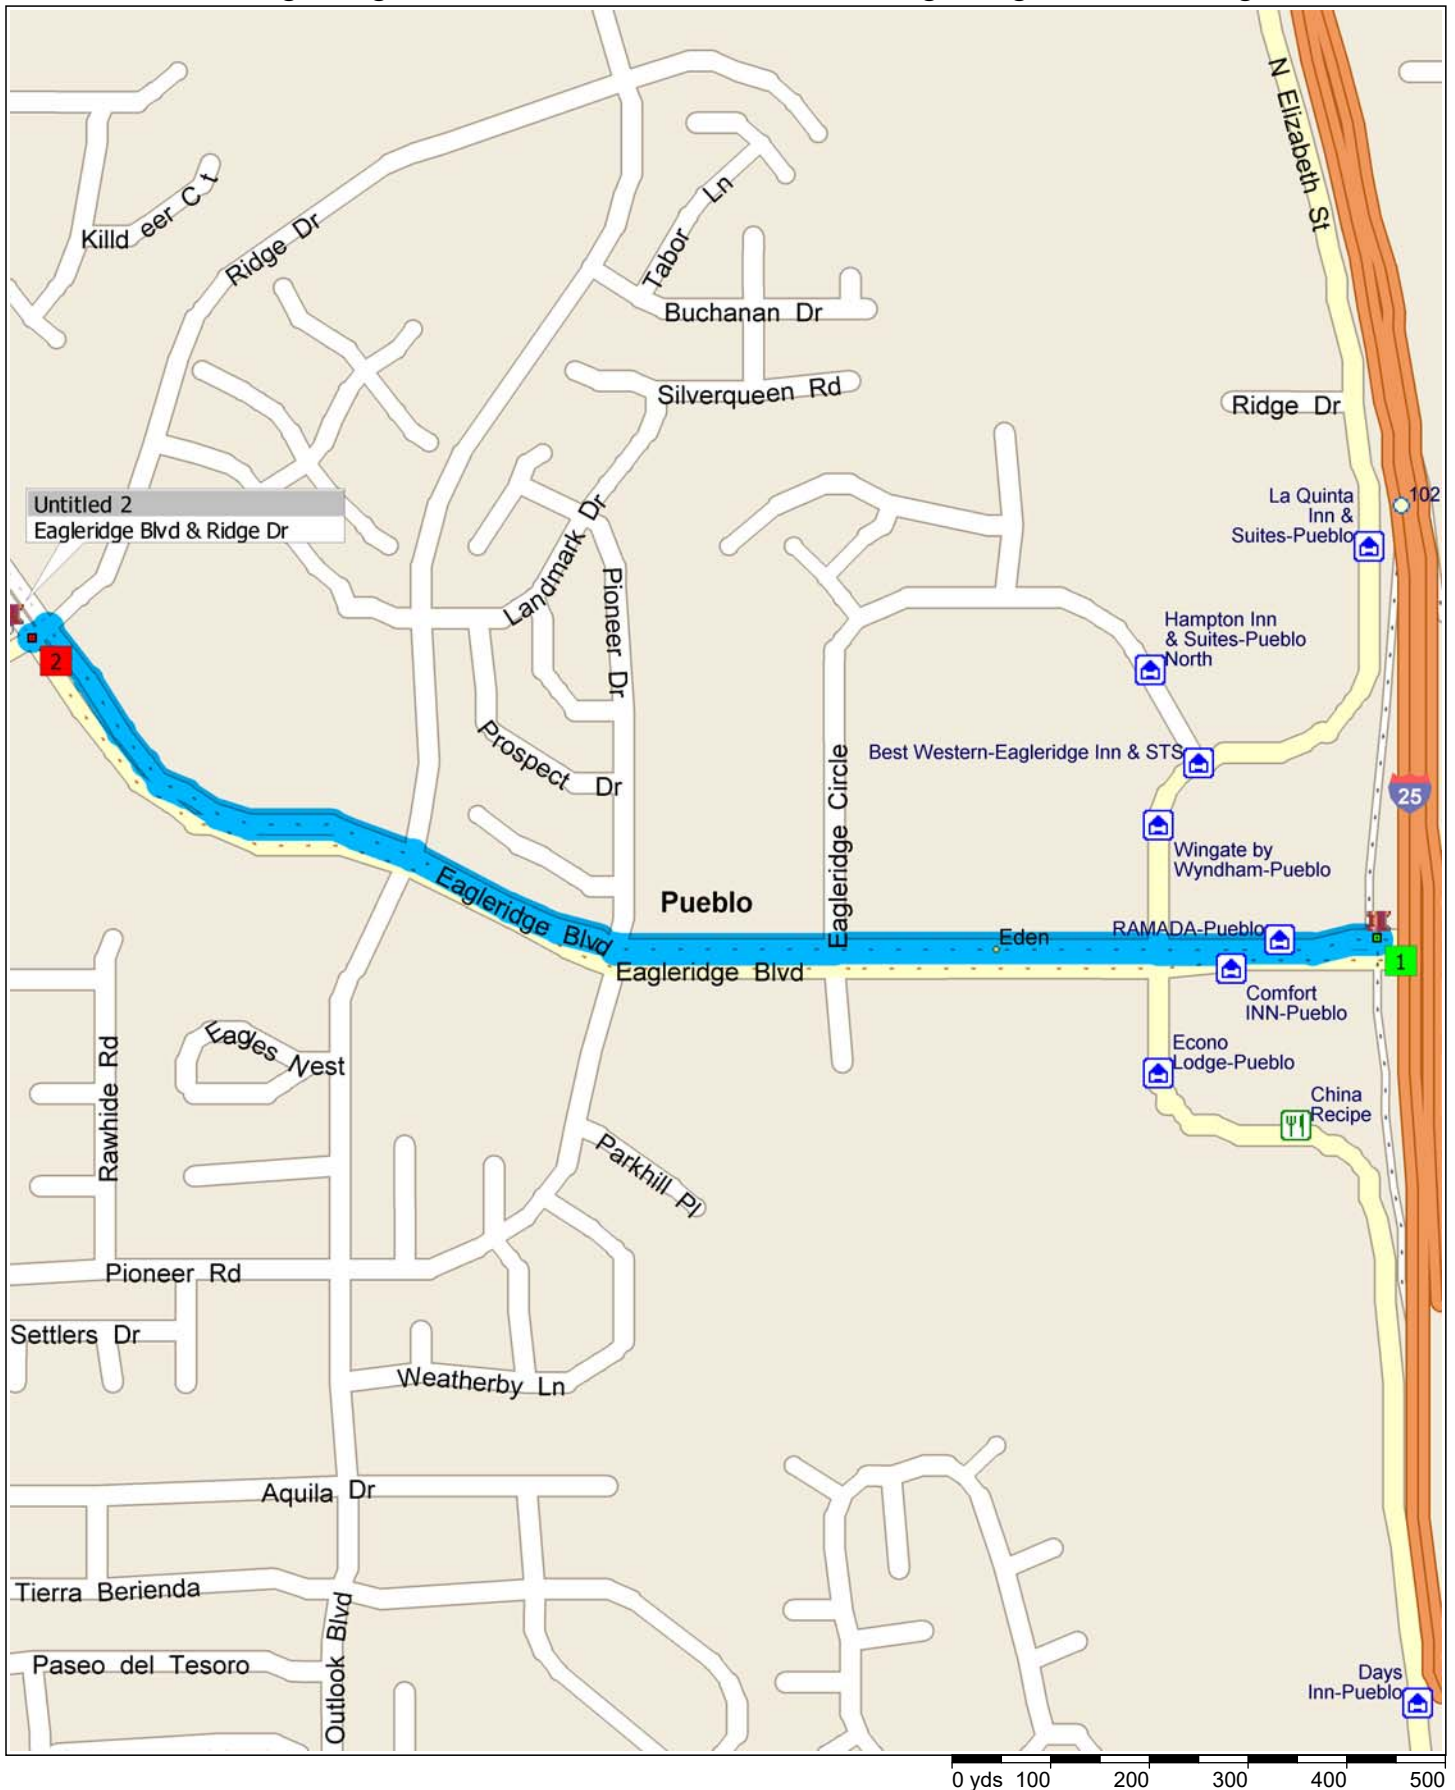 N Elizabeth St
Killd eer C t
Ridge Dr
Tabor Ln
Buchanan Dr
Silverqueen Rd
Ridge Dr
Untitled 2
Eagleridge Blvd & Ridge Dr
102
La Quinta
Inn &
Suites-Pueblo
Landmark Dr
Pioneer Dr
Hampton Inn
& Suites-Pueblo
North
2
Prospect Dr
Best Western-Eagleridge Inn & STS
Eagleridge Circle
25
Wingate by
Wyndham-Pueblo
Eagleridge Blvd
Pueblo
RAMADA-Pueblo
Eden
1
Eagleridge Blvd
Comfort
INN-Pueblo
Eagles Nest
Rawhide Rd
Econo
Lodge-Pueblo
China
Recipe
Parkhill Pl
Pioneer Rd
Settlers Dr
Weatherby Ln
Aquila Dr
Tierra Berienda
Outlook Blvd
Paseo del Tesoro
Days
Inn-Pueblo
0 yds 100 200 300 400 500